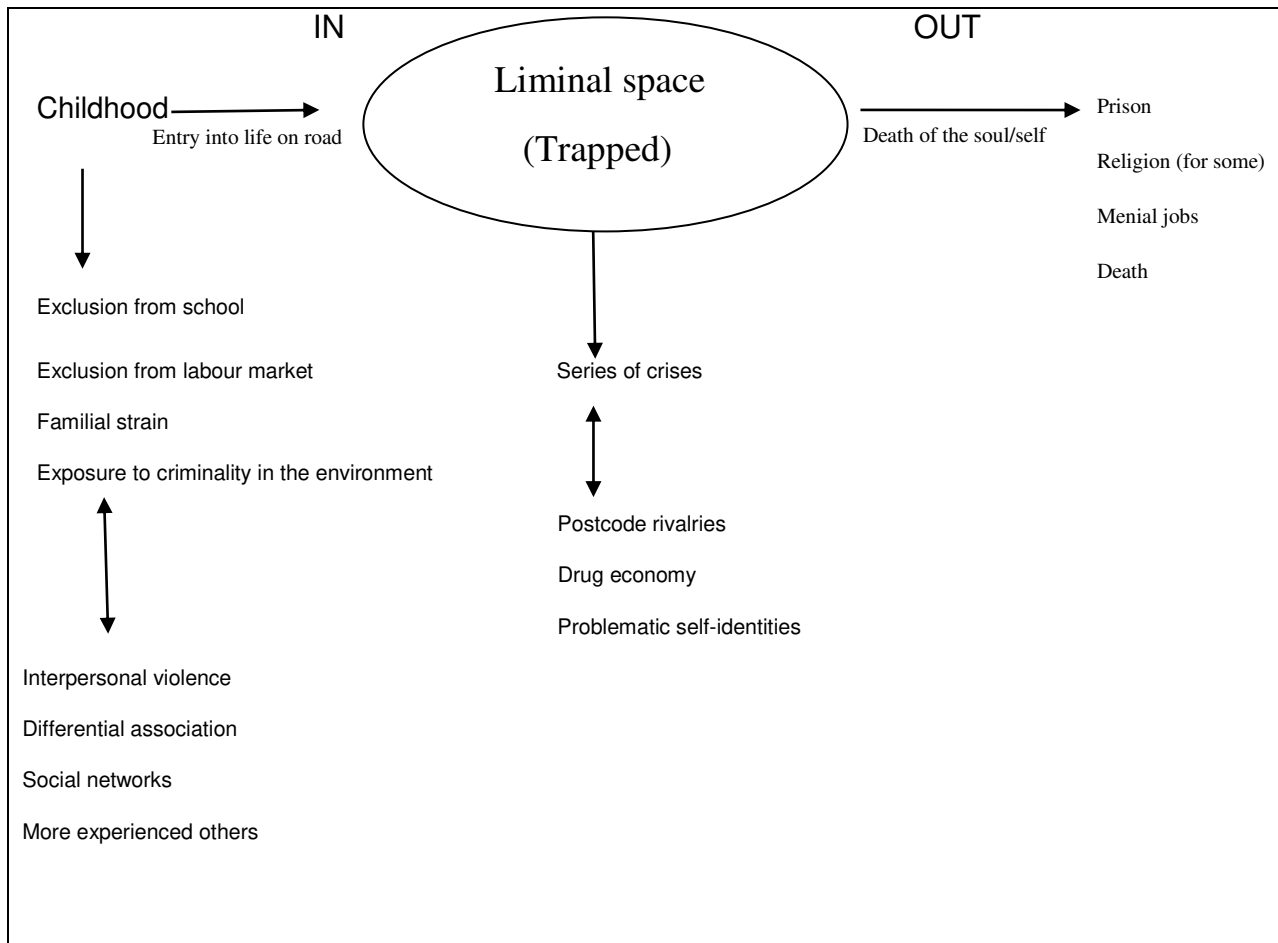 IN
OUT
Liminal space
(Trapped)
Childhood
Entry into life on road
Death of the soul/self
Prison
Religion (for some)
Menial jobs
Death
Exclusion from school
Exclusion from labour market
Familial strain
Exposure to criminality in the environment
Series of crises
Postcode rivalries
Drug economy
Problematic self-identities
Interpersonal violence
Differential association
Social networks
More experienced others